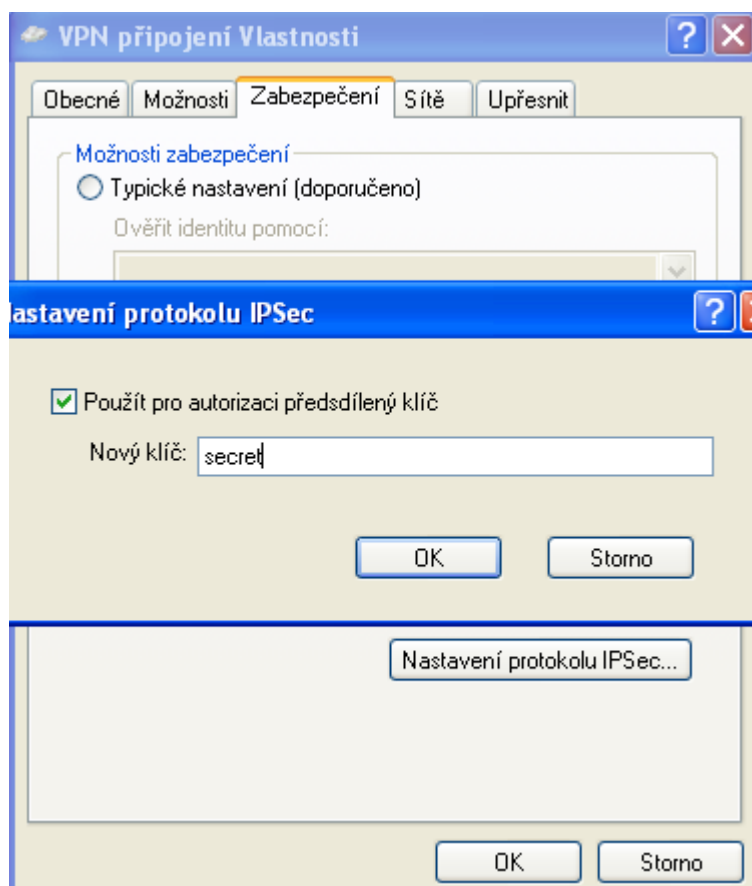 VPN připojení Vlastnosti
Obecné Možnosti Zabezpečení Sítě Upřesnit
Možnosti zabezpečení
Typické nastavení (doporučeno)
Ověřit identitu pomocí:
astavení protokolu IPSec
Použít pro autorizaci předsdílený klíč
Nový klíč: secret
OK Storno
Nastavení protokolu IPSec...
OK Storno